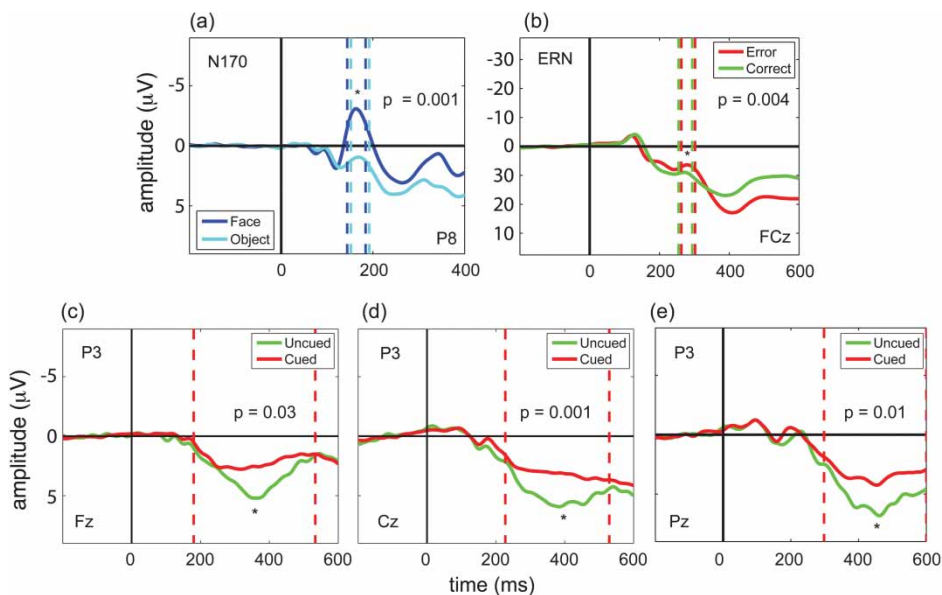 (a)
N170
-5
0
5
amplitude (µV)
*
p = 0.001
Face
Object
P8
0
200
400
(b)
ERN
-30
-20
-10
0
30
20
10
Error
Correct
p = 0.004
*
FCz
0
200
400
600
(c)
P3
-5
0
5
amplitude (µV)
Uncued
Cued
p = 0.03
*
Fz
0
200
400
600
(d)
P3
Uncued
Cued
p = 0.001
*
Cz
0
200
400
600
(e)
P3
Uncued
Cued
p = 0.01
*
Pz
0
200
400
600
time (ms)